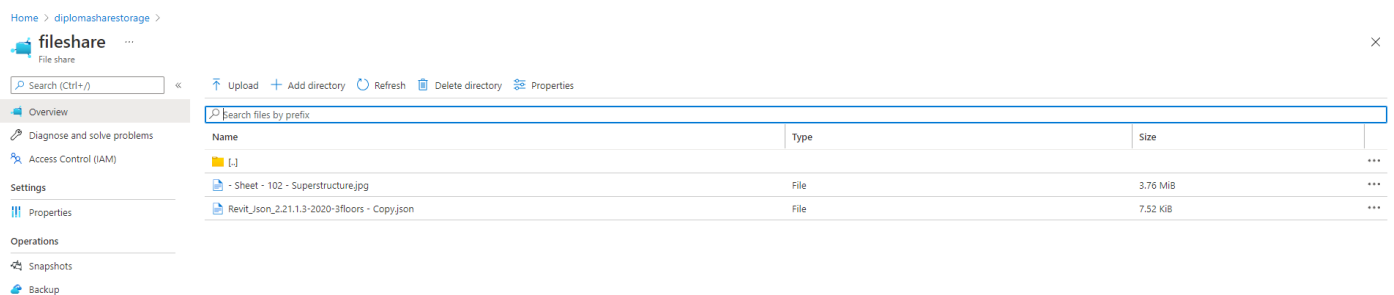 Home > diplomasharestorage >
fileshare ...
File share
Search (Ctrl+/) «
Upload Add directory Refresh Delete directory Properties
Overview
Search files by prefix
Diagnose and solve problems
Name Type Size
Access Control (IAM)
[..] ...
Settings
- Sheet - 102 - Superstructure.jpg File 3.76 MiB ...
Properties
Revit_Json_2.21.1.3-2020-3floors - Copy.json File 7.52 KiB ...
Operations
Snapshots
Backup